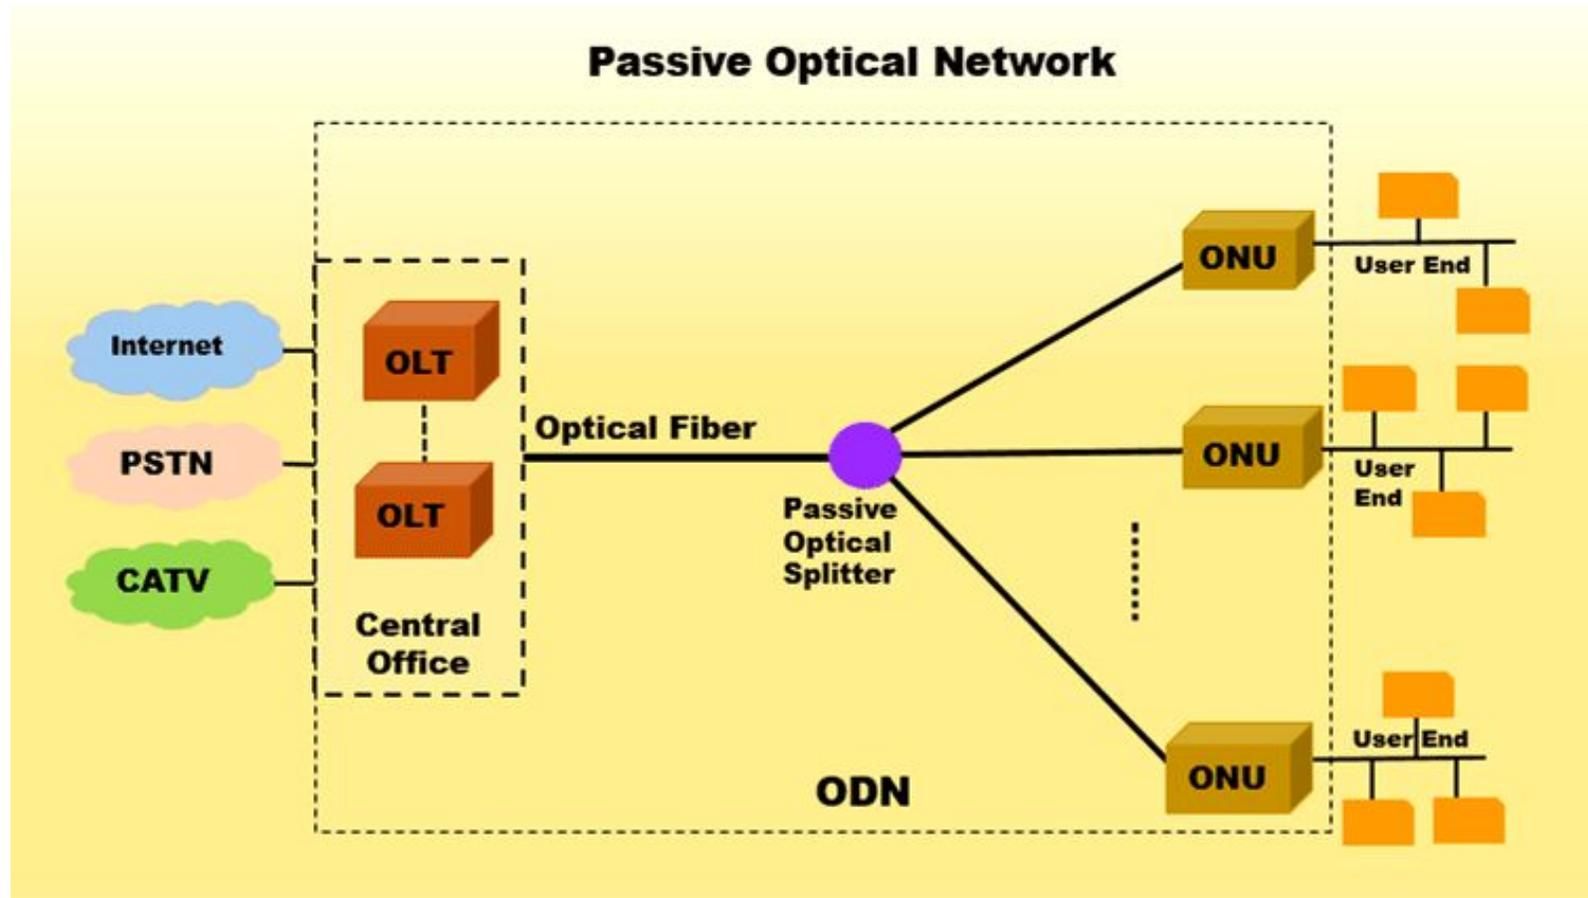 Passive Optical Network
Internet
PSTN
CATV
OLT
OLT
Central
Office
Optical Fiber
Passive
Optical
Splitter
ONU
User End
ONU
User
End
ONU
User End
ODN